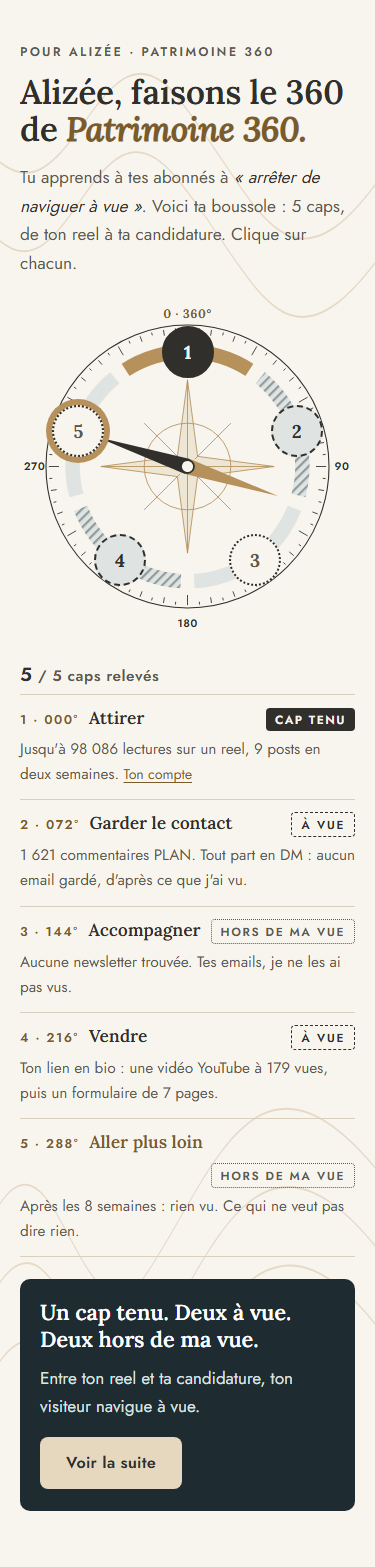 POUR ALIZÉE · PATRIMOINE 360
Alizée, faisons le 360
de Patrimoine 360.
Tu apprends à tes abonnés à « arrêter de
naviguer à vue ». Voici ta boussole : 5 caps,
de ton reel à ta candidature. Clique sur
chacun.
0 · 360°
1
5
2
270
90
4
3
180
5 / 5 caps relevés
1 · 000° Attirer
CAP TENU
Jusqu'à 98 086 lectures sur un reel, 9 posts en
deux semaines. Ton compte
2 · 072° Garder le contact
À VUE
1 621 commentaires PLAN. Tout part en DM : aucun
email gardé, d'après ce que j'ai vu.
3 · 144° Accompagner
HORS DE MA VUE
Aucune newsletter trouvée. Tes emails, je ne les ai
pas vus.
4 · 216° Vendre
À VUE
Ton lien en bio : une vidéo YouTube à 179 vues,
puis un formulaire de 7 pages.
5 · 288° Aller plus loin
HORS DE MA VUE
Après les 8 semaines : rien vu. Ce qui ne veut pas
dire rien.
Un cap tenu. Deux à vue.
Deux hors de ma vue.
Entre ton reel et ta candidature, ton
visiteur navigue à vue.
Voir la suite